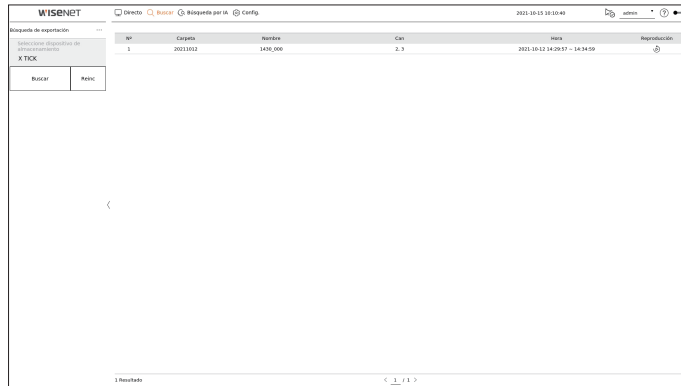 WISENET
Directo Buscar Búsqueda por IA Config. 2021-10-15 10:10:40 admin
Búsqueda de exportación ...
Seleccione dispositivo de
almacenamiento
X TICK
Buscar Reinc
Nº Carpeta Nombre Can Hora Reproducción
1 20211012 1430_000 2, 3 2021-10-12 14:29:57 ~ 14:34:59
1 Resultado < 1 / 1 >